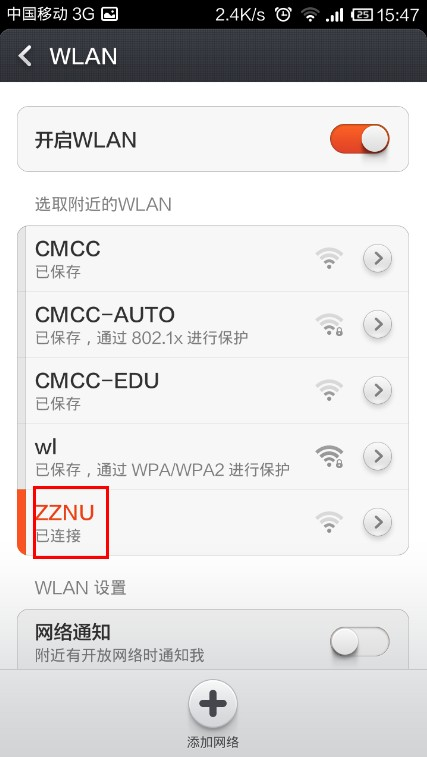 中国移动 3G 2.4K/s 25 15:47
WLAN
开启WLAN
选取附近的WLAN
CMCC
已保存
CMCC-AUTO
已保存，通过 802.1x 进行保护
CMCC-EDU
已保存
wl
已保存，通过 WPA/WPA2 进行保护
ZZNU
已连接
WLAN 设置
网络通知
附近有开放网络时通知我
添加网络